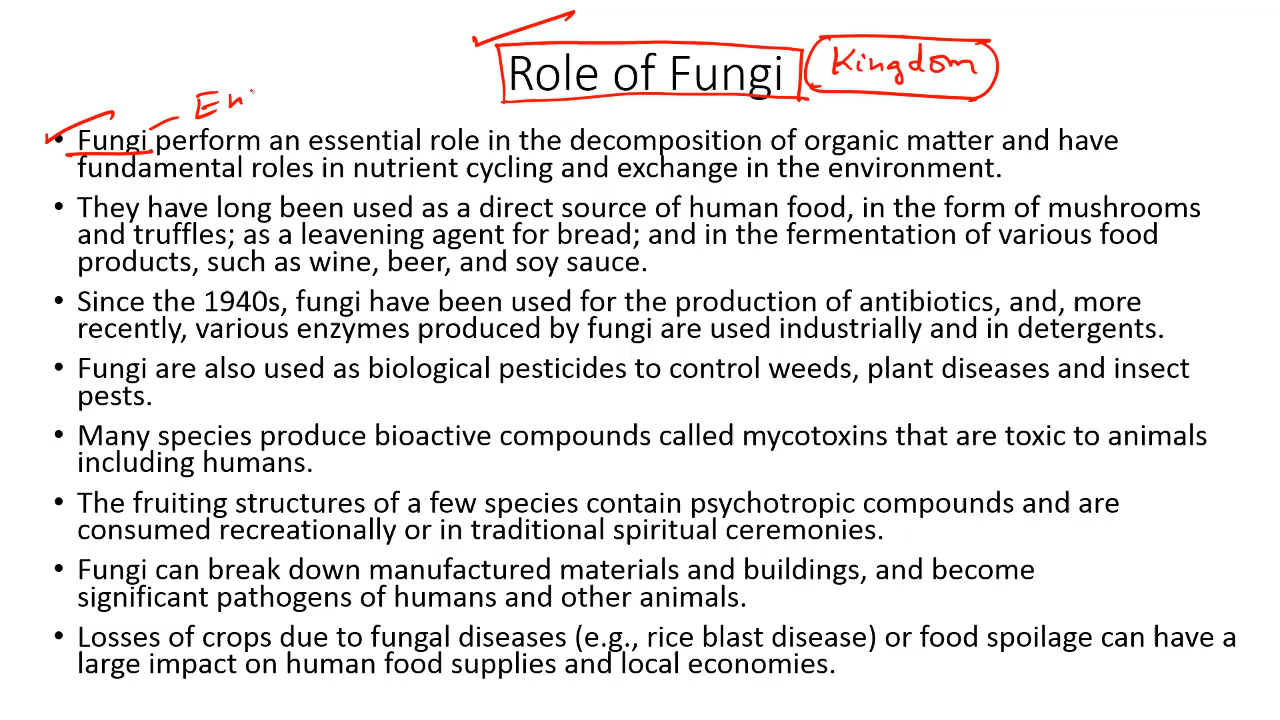 Role of Fungi Kingdom
En
• Fungi perform an essential role in the decomposition of organic matter and have
fundamental roles in nutrient cycling and exchange in the environment.
• They have long been used as a direct source of human food, in the form of mushrooms
and truffles; as a leavening agent for bread; and in the fermentation of various food
products, such as wine, beer, and soy sauce.
• Since the 1940s, fungi have been used for the production of antibiotics, and, more
recently, various enzymes produced by fungi are used industrially and in detergents.
• Fungi are also used as biological pesticides to control weeds, plant diseases and insect
pests.
• Many species produce bioactive compounds called mycotoxins that are toxic to animals
including humans.
• The fruiting structures of a few species contain psychotropic compounds and are
consumed recreationally or in traditional spiritual ceremonies.
• Fungi can break down manufactured materials and buildings, and become
significant pathogens of humans and other animals.
• Losses of crops due to fungal diseases (e.g., rice blast disease) or food spoilage can have a
large impact on human food supplies and local economies.